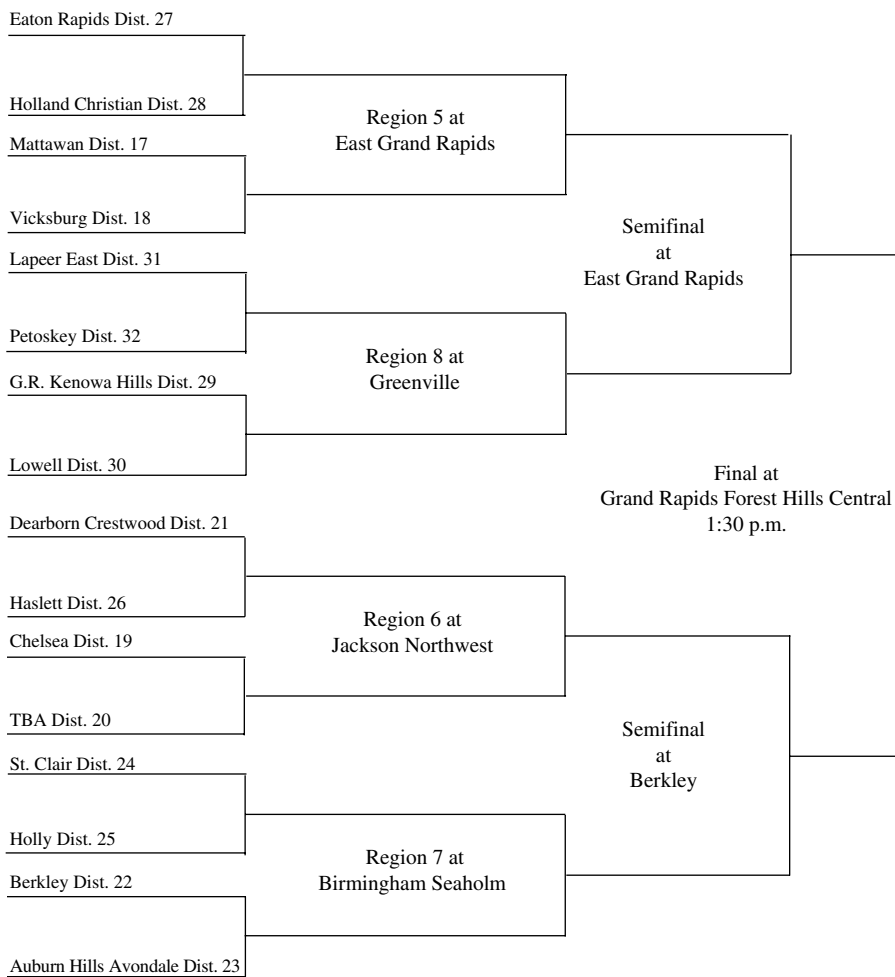 Eaton Rapids Dist. 27
Holland Christian Dist. 28
Region 5 at
East Grand Rapids
Mattawan Dist. 17
Vicksburg Dist. 18
Semifinal
at
East Grand Rapids
Lapeer East Dist. 31
Petoskey Dist. 32
Region 8 at
Greenville
G.R. Kenowa Hills Dist. 29
Lowell Dist. 30
Final at
Grand Rapids Forest Hills Central
1:30 p.m.
Dearborn Crestwood Dist. 21
Haslett Dist. 26
Region 6 at
Jackson Northwest
Chelsea Dist. 19
TBA Dist. 20
Semifinal
at
Berkley
St. Clair Dist. 24
Holly Dist. 25
Region 7 at
Birmingham Seaholm
Berkley Dist. 22
Auburn Hills Avondale Dist. 23